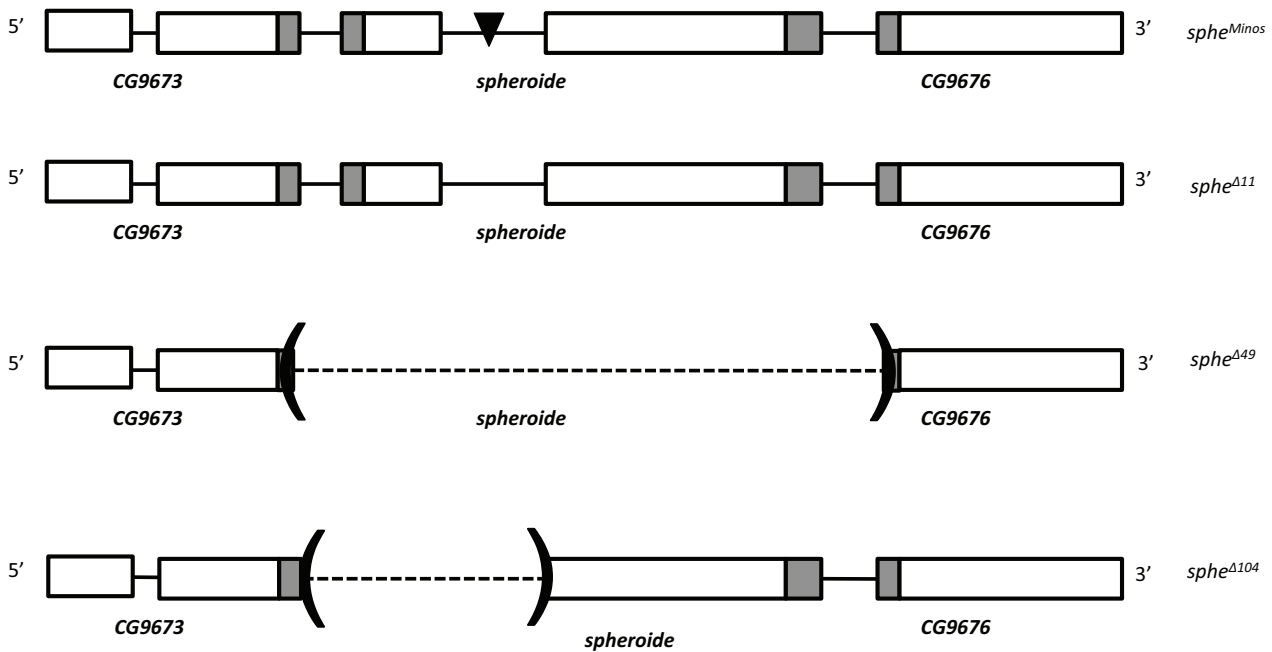 5’ 3’ sphe^Minos
CG9673 spheroide CG9676
5’ 3’ sphe^Δ11
CG9673 spheroide CG9676
5’ 3’ sphe^Δ49
CG9673 spheroide CG9676
5’ 3’ sphe^Δ104
CG9673 spheroide CG9676